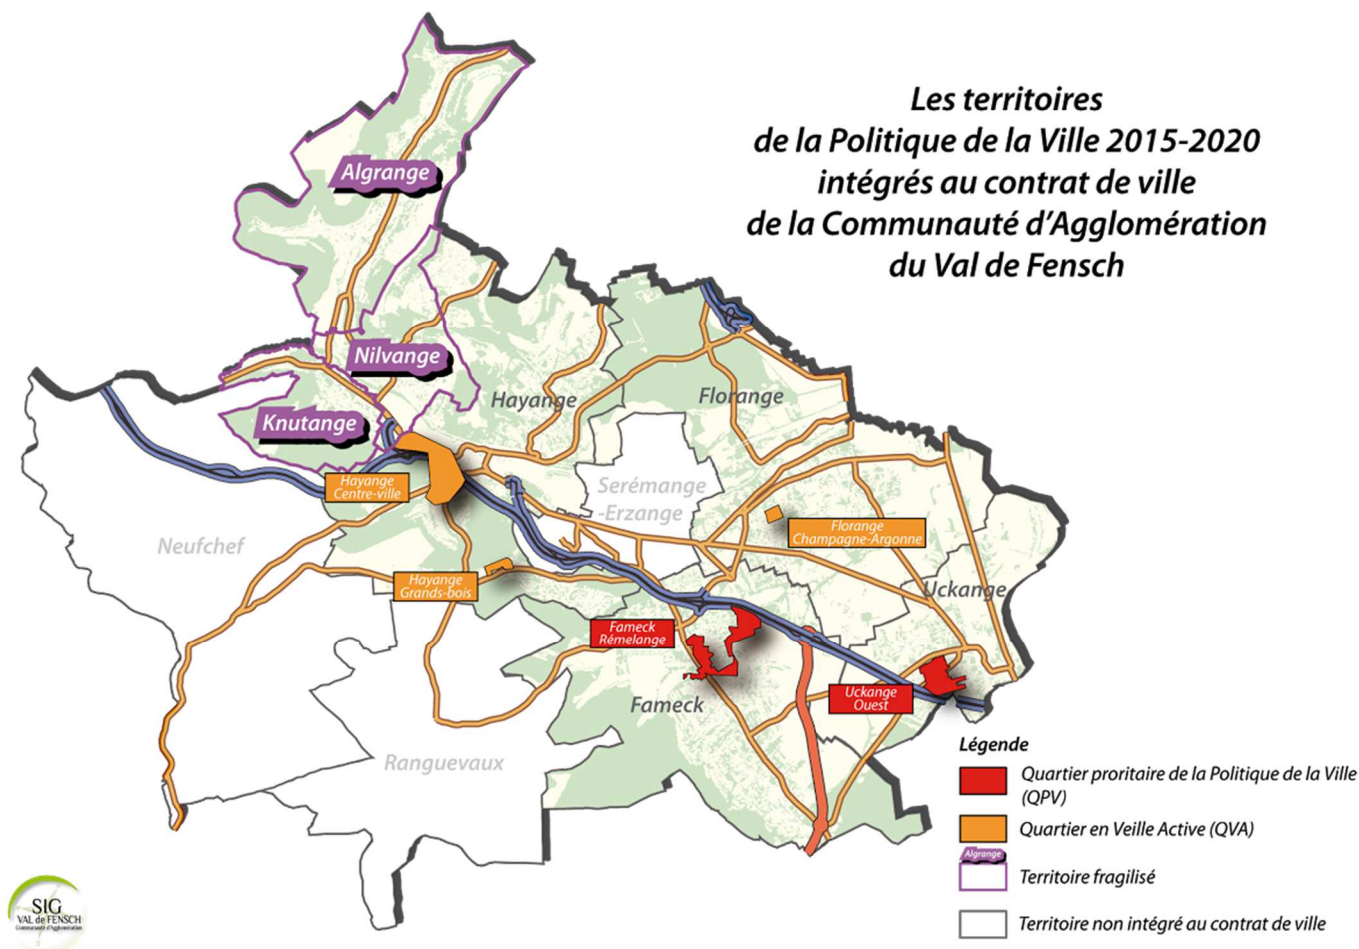 Les territoires
de la Politique de la Ville 2015-2020
intégrés au contrat de ville
de la Communauté d'Agglomération
du Val de Fensch
Algrange
Nilvange
Knutange
Hayange
Florange
Hayange
Centre-ville
Serémange
-Erzange
Neufchef
Florange
Champagne-Argonne
Hayange
Grands-bois
Uckange
Fameck
Rémelange
Fameck
Uckange
Ouest
Ranguevaux
Légende
Quartier proritaire de la Politique de la Ville
(QPV)
Quartier en Veille Active (QVA)
Algrange
Territoire fragilisé
Territoire non intégré au contrat de ville
SIG
VAL de FENSCH
Communauté d'Agglomération